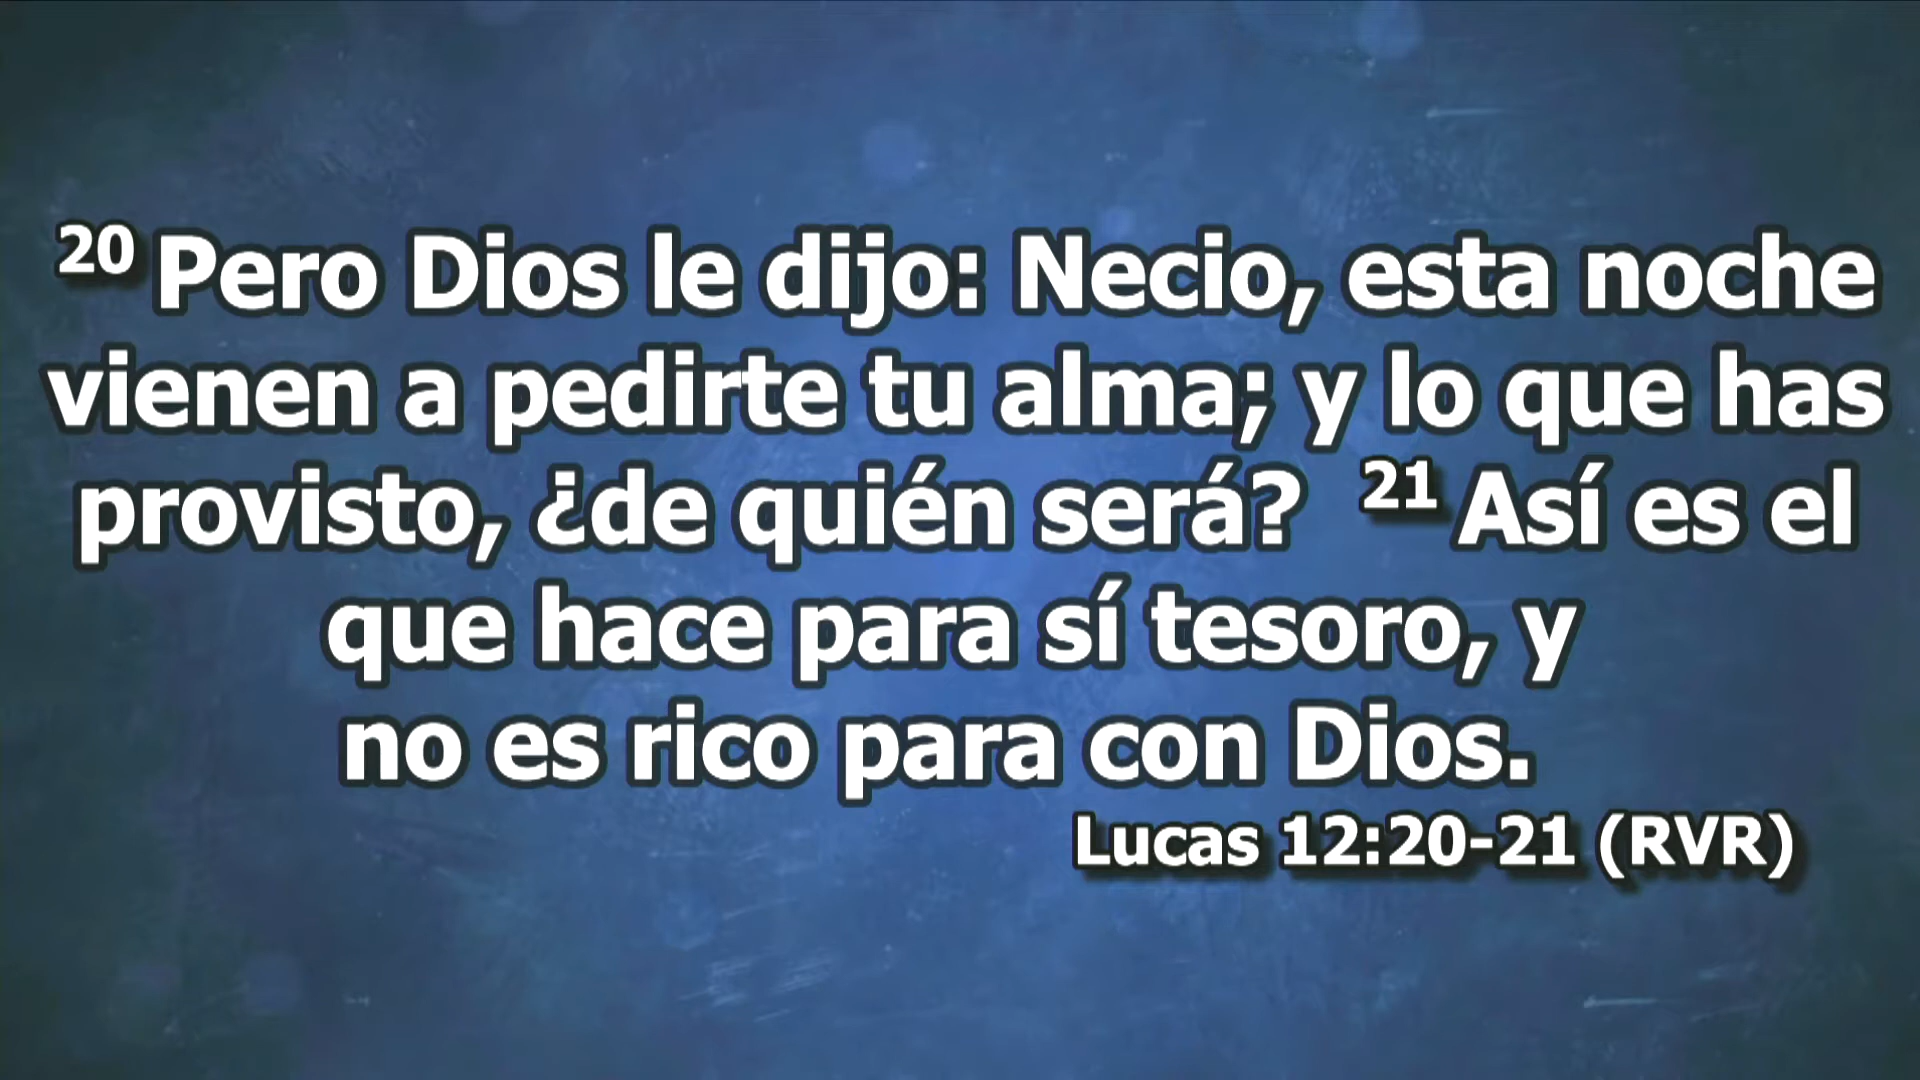 20 Pero Dios le dijo: Necio, esta noche
vienen a pedirte tu alma; y lo que has
provisto, ¿de quién será? 21 Así es el
que hace para sí tesoro, y
no es rico para con Dios.
Lucas 12:20-21 (RVR)